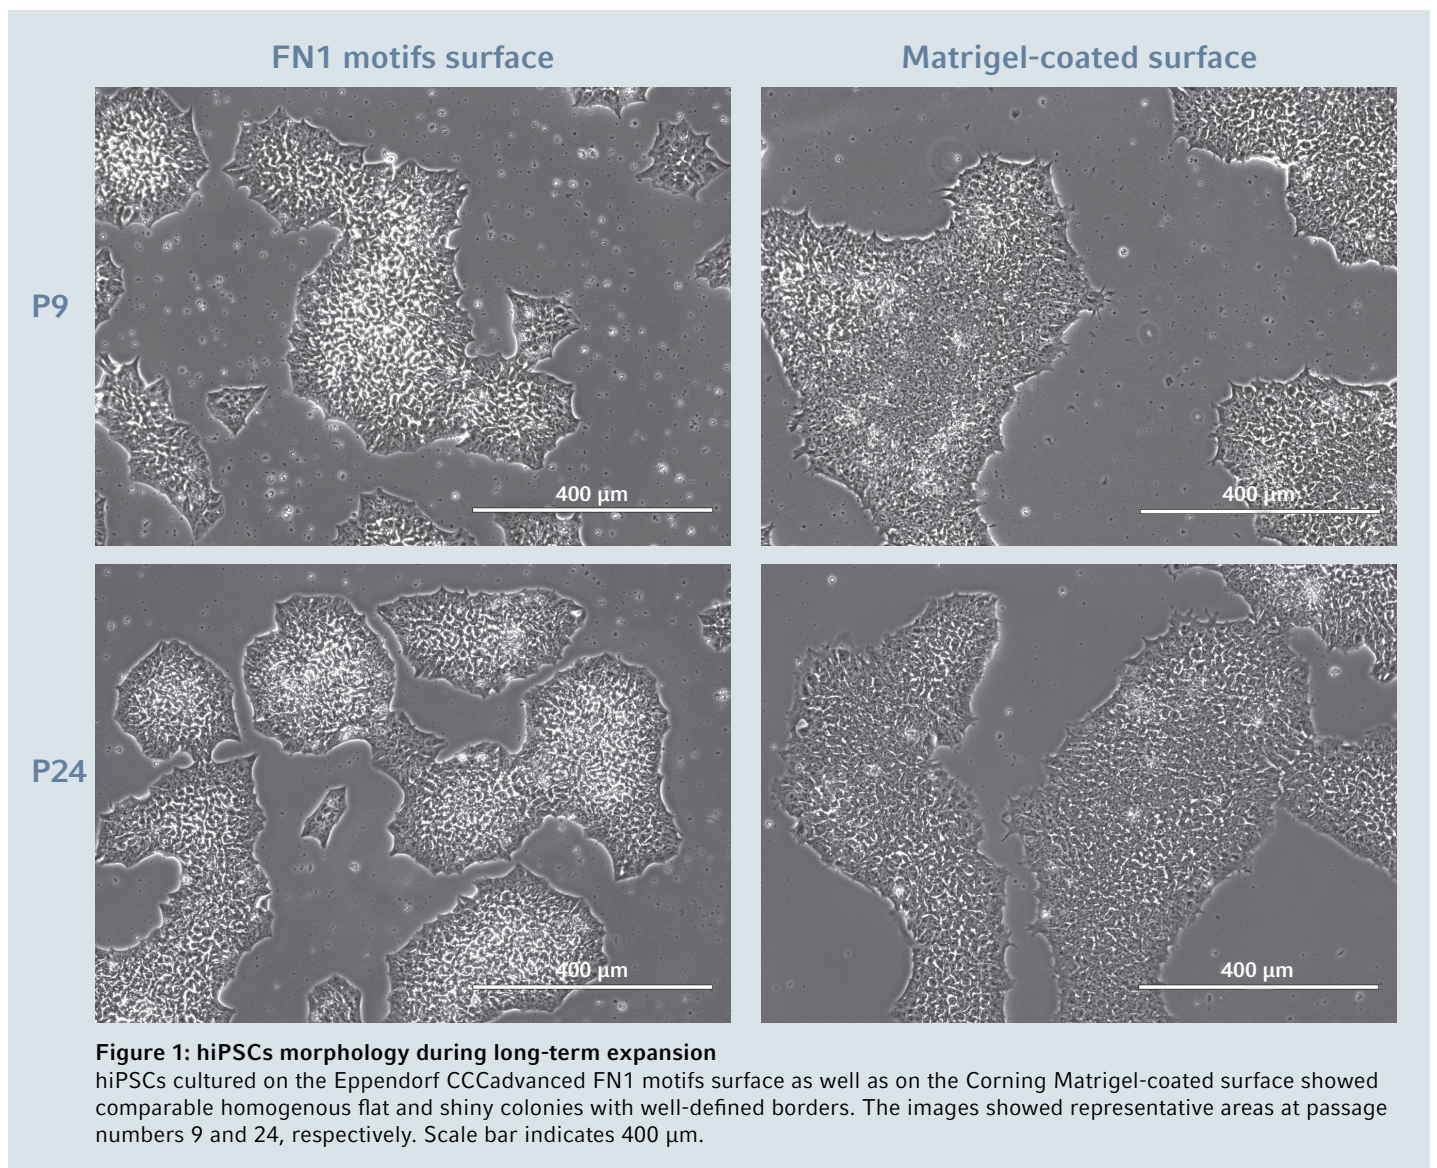 FN1 motifs surface
Matrigel-coated surface
P9
400 µm
400 µm
P24
400 µm
400 µm
Figure 1: hiPSCs morphology during long-term expansion
hiPSCs cultured on the Eppendorf CCCadvanced FN1 motifs surface as well as on the Corning Matrigel-coated surface showed
comparable homogenous flat and shiny colonies with well-defined borders. The images showed representative areas at passage
numbers 9 and 24, respectively. Scale bar indicates 400 µm.